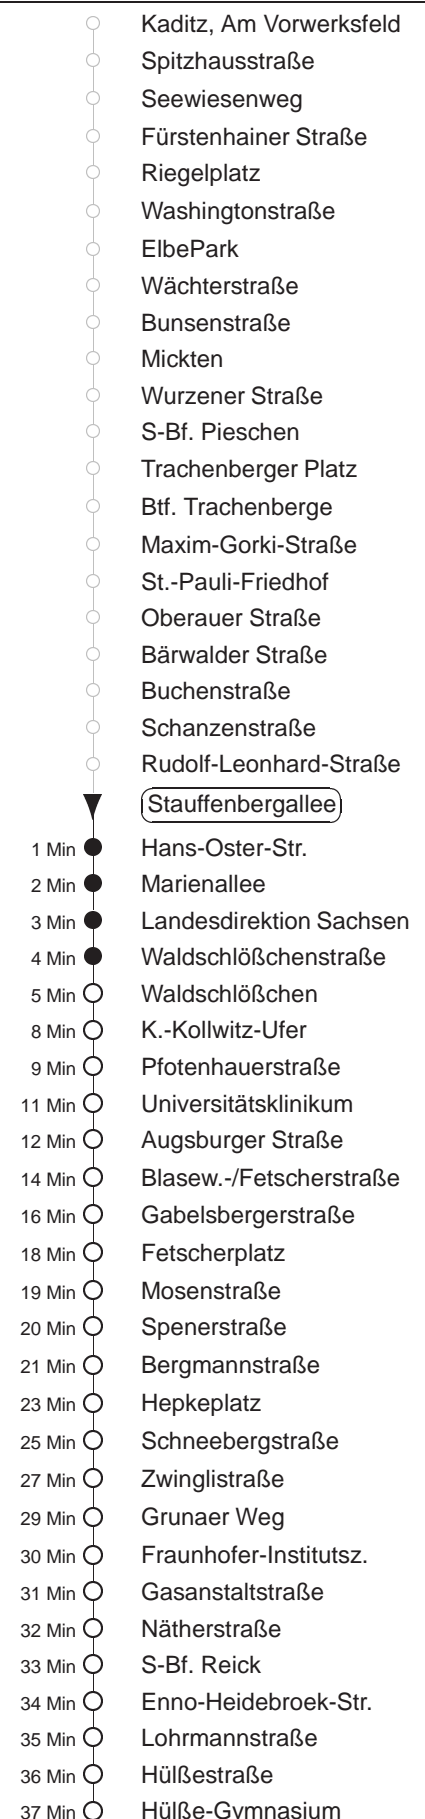 Kaditz, Am Vorwerksfeld
Spitzhausstraße
Seewiesenweg
Fürstenhainer Straße
Riegelplatz
Washingtonstraße
ElbePark
Wächterstraße
Bunsenstraße
Mickten
Wurzener Straße
S-Bf. Pieschen
Trachenberger Platz
Btf. Trachenberge
Maxim-Gorki-Straße
St.-Pauli-Friedhof
Oberauer Straße
Bärwalder Straße
Buchenstraße
Schanzenstraße
Rudolf-Leonhard-Straße
Stauffenbergallee
1 Min Hans-Oster-Str.
2 Min Marienallee
3 Min Landesdirektion Sachsen
4 Min Waldschlößchenstraße
5 Min Waldschlößchen
8 Min K.-Kollwitz-Ufer
9 Min Pfotenhauerstraße
11 Min Universitätsklinikum
12 Min Augsburger Straße
14 Min Blasew.-/Fetscherstraße
16 Min Gabelsbergerstraße
18 Min Fetscherplatz
19 Min Mosenstraße
20 Min Spenerstraße
21 Min Bergmannstraße
23 Min Hepkeplatz
25 Min Schneebergstraße
27 Min Zwinglistraße
29 Min Grunaer Weg
30 Min Fraunhofer-Institutsz.
31 Min Gasanstaltstraße
32 Min Nätherstraße
33 Min S-Bf. Reick
34 Min Enno-Heidebroek-Str.
35 Min Lohrmannstraße
36 Min Hülßestraße
37 Min Hülße-Gymnasium